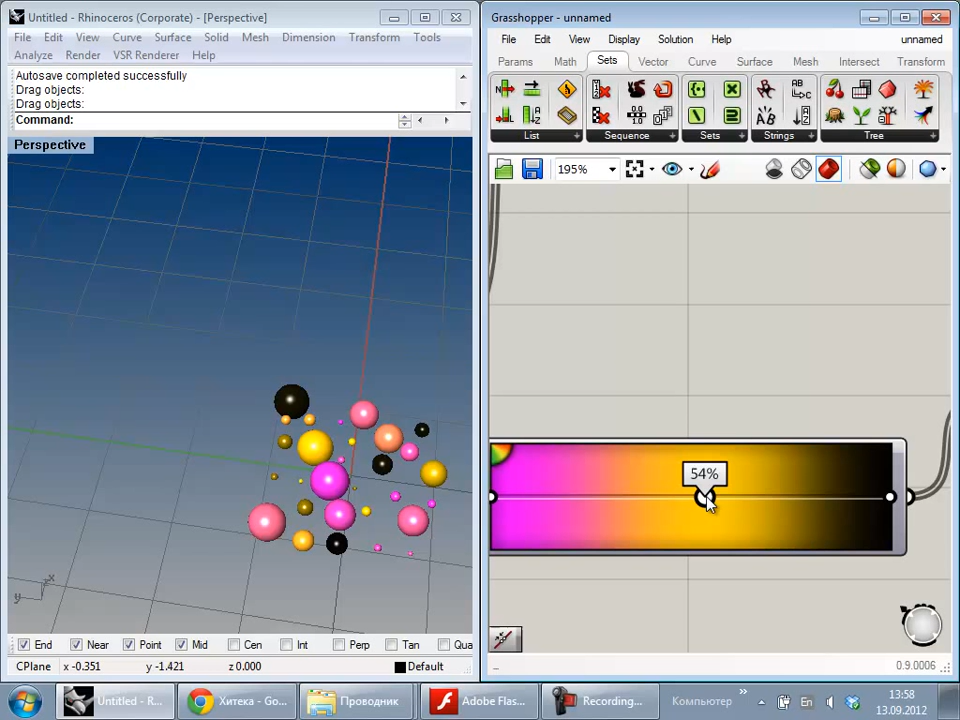 Untitled - Rhinoceros (Corporate) - [Perspective]
File Edit View Curve Surface Solid Mesh Dimension Transform Tools
Analyze Render VSR Renderer Help
Autosave completed successfully
Drag objects:
Drag objects:
Command:
Perspective
x
y
End Near Point Mid Cen Int Perp Tan Qua
CPlane x -0.351 y -1.421 z 0.000 Default
Grasshopper - unnamed
File Edit View Display Solution Help unnamed
Params Math Sets Vector Curve Surface Mesh Intersect Transform
List Sequence Sets Strings Tree
195%
54%
0.9.0006
Untitled - R... Хитека - Go... Проводник Adobe Flas... Recording... Компьютер » En 13:58
13.09.2012